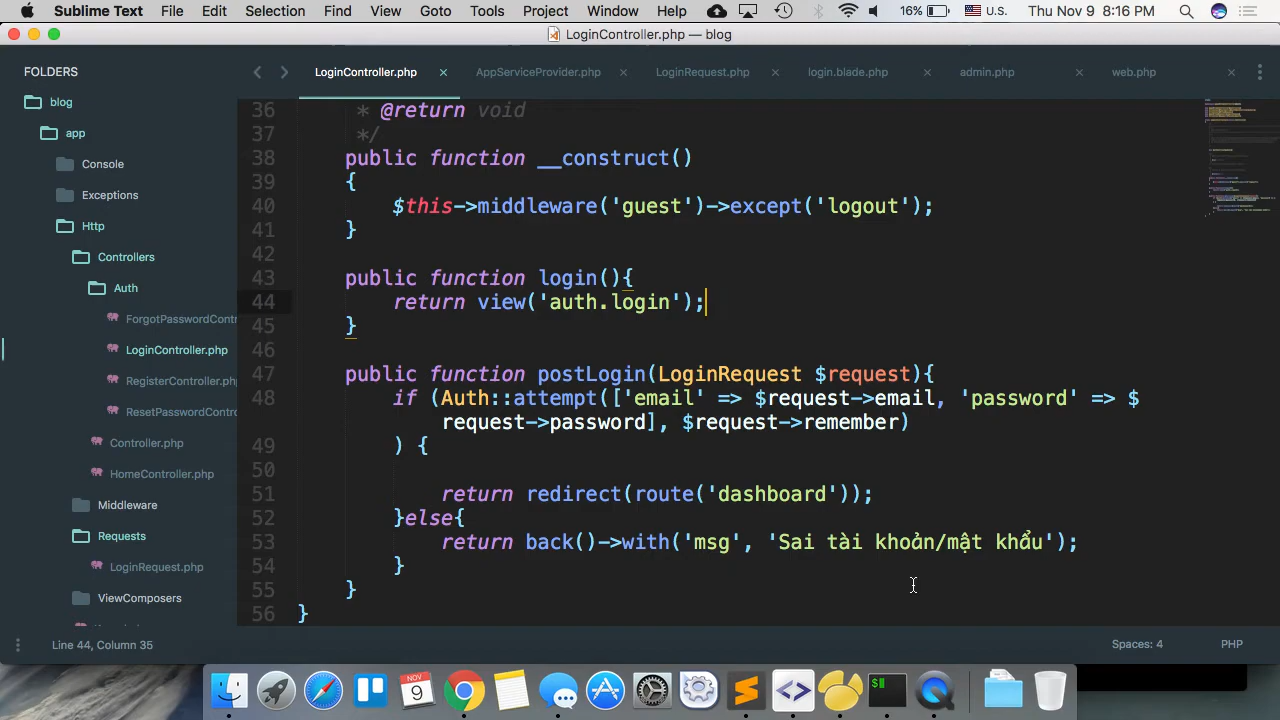 Sublime Text File Edit Selection Find View Goto Tools Project Window Help 16% U.S. Thu Nov 9 8:16 PM
LoginController.php — blog
FOLDERS
blog
app
Console
Exceptions
Http
Controllers
Auth
ForgotPasswordContr
LoginController.php
RegisterController.php
ResetPasswordContro
Controller.php
HomeController.php
Middleware
Requests
LoginRequest.php
ViewComposers
LoginController.php × AppServiceProvider.php × LoginRequest.php × login.blade.php × admin.php × web.php ×
36 * @return void
37 */
38 public function __construct()
39 {
40 $this->middleware('guest')->except('logout');
41 }
42
43 public function login(){
44 return view('auth.login');
45 }
46
47 public function postLogin(LoginRequest $request){
48 if (Auth::attempt(['email' => $request->email, 'password' => $
request->password], $request->remember)
49 ) {
50
51 return redirect(route('dashboard'));
52 }else{
53 return back()->with('msg', 'Sai tài khoản/mật khẩu');
54 }
55 }
56 }
Line 44, Column 35 Spaces: 4 PHP
NOV
9
$